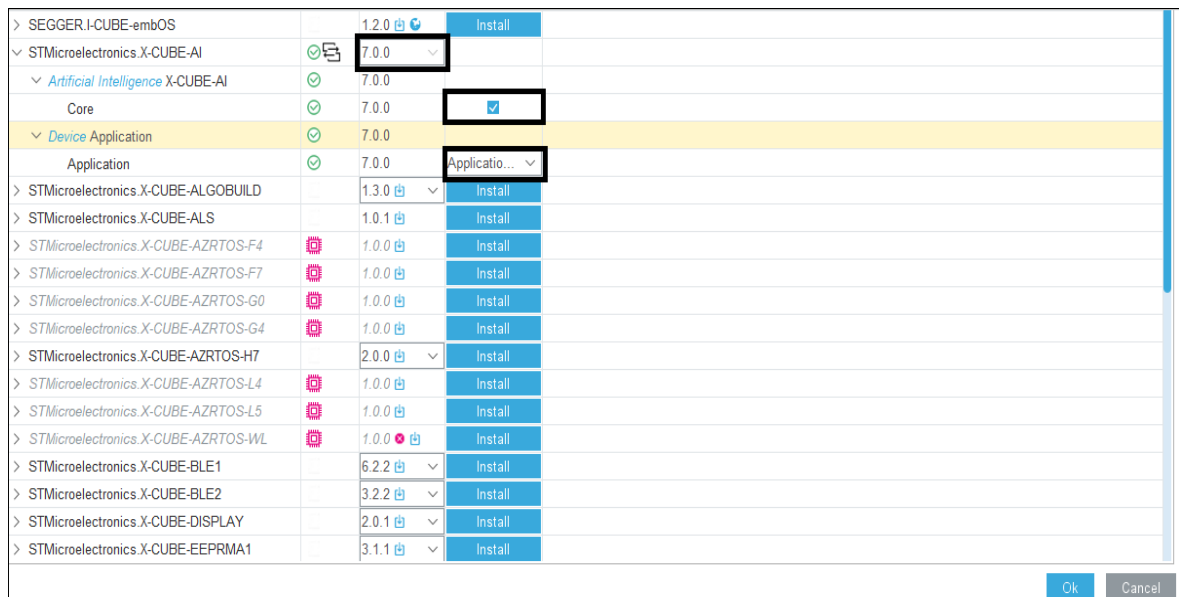 SEGGER.I-CUBE-embOS 1.2.0 Install
STMicroelectronics.X-CUBE-AI 7.0.0
Artificial Intelligence X-CUBE-AI 7.0.0
Core 7.0.0
Device Application 7.0.0
Application 7.0.0 Applicatio...
STMicroelectronics.X-CUBE-ALGOBUILD 1.3.0 Install
STMicroelectronics.X-CUBE-ALS 1.0.1 Install
STMicroelectronics.X-CUBE-AZRTOS-F4 1.0.0 Install
STMicroelectronics.X-CUBE-AZRTOS-F7 1.0.0 Install
STMicroelectronics.X-CUBE-AZRTOS-G0 1.0.0 Install
STMicroelectronics.X-CUBE-AZRTOS-G4 1.0.0 Install
STMicroelectronics.X-CUBE-AZRTOS-H7 2.0.0 Install
STMicroelectronics.X-CUBE-AZRTOS-L4 1.0.0 Install
STMicroelectronics.X-CUBE-AZRTOS-L5 1.0.0 Install
STMicroelectronics.X-CUBE-AZRTOS-WL 1.0.0 Install
STMicroelectronics.X-CUBE-BLE1 6.2.2 Install
STMicroelectronics.X-CUBE-BLE2 3.2.2 Install
STMicroelectronics.X-CUBE-DISPLAY 2.0.1 Install
STMicroelectronics.X-CUBE-EEPRMA1 3.1.1 Install
Ok Cancel